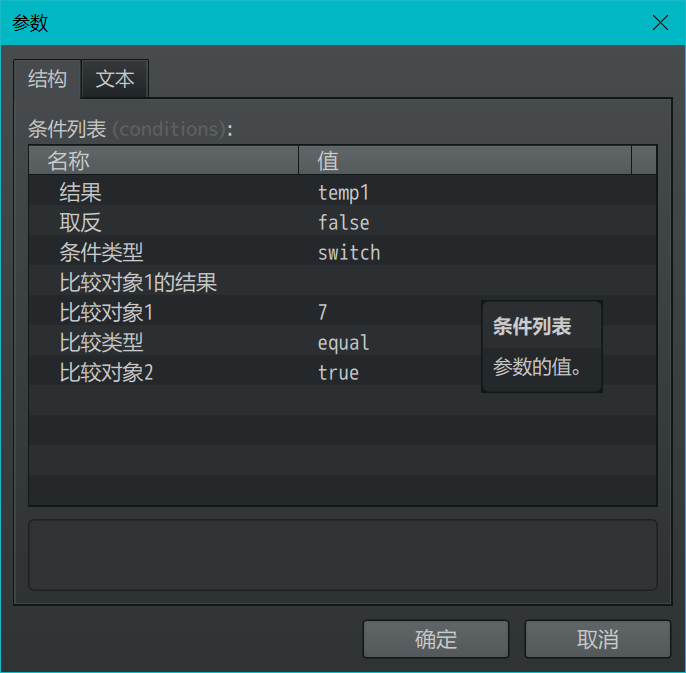 参数
结构 文本
条件列表 (conditions):
名称 值
结果 temp1
取反 false
条件类型 switch
比较对象1的结果
比较对象1 7
比较类型 equal
比较对象2 true
条件列表
参数的值。
确定 取消